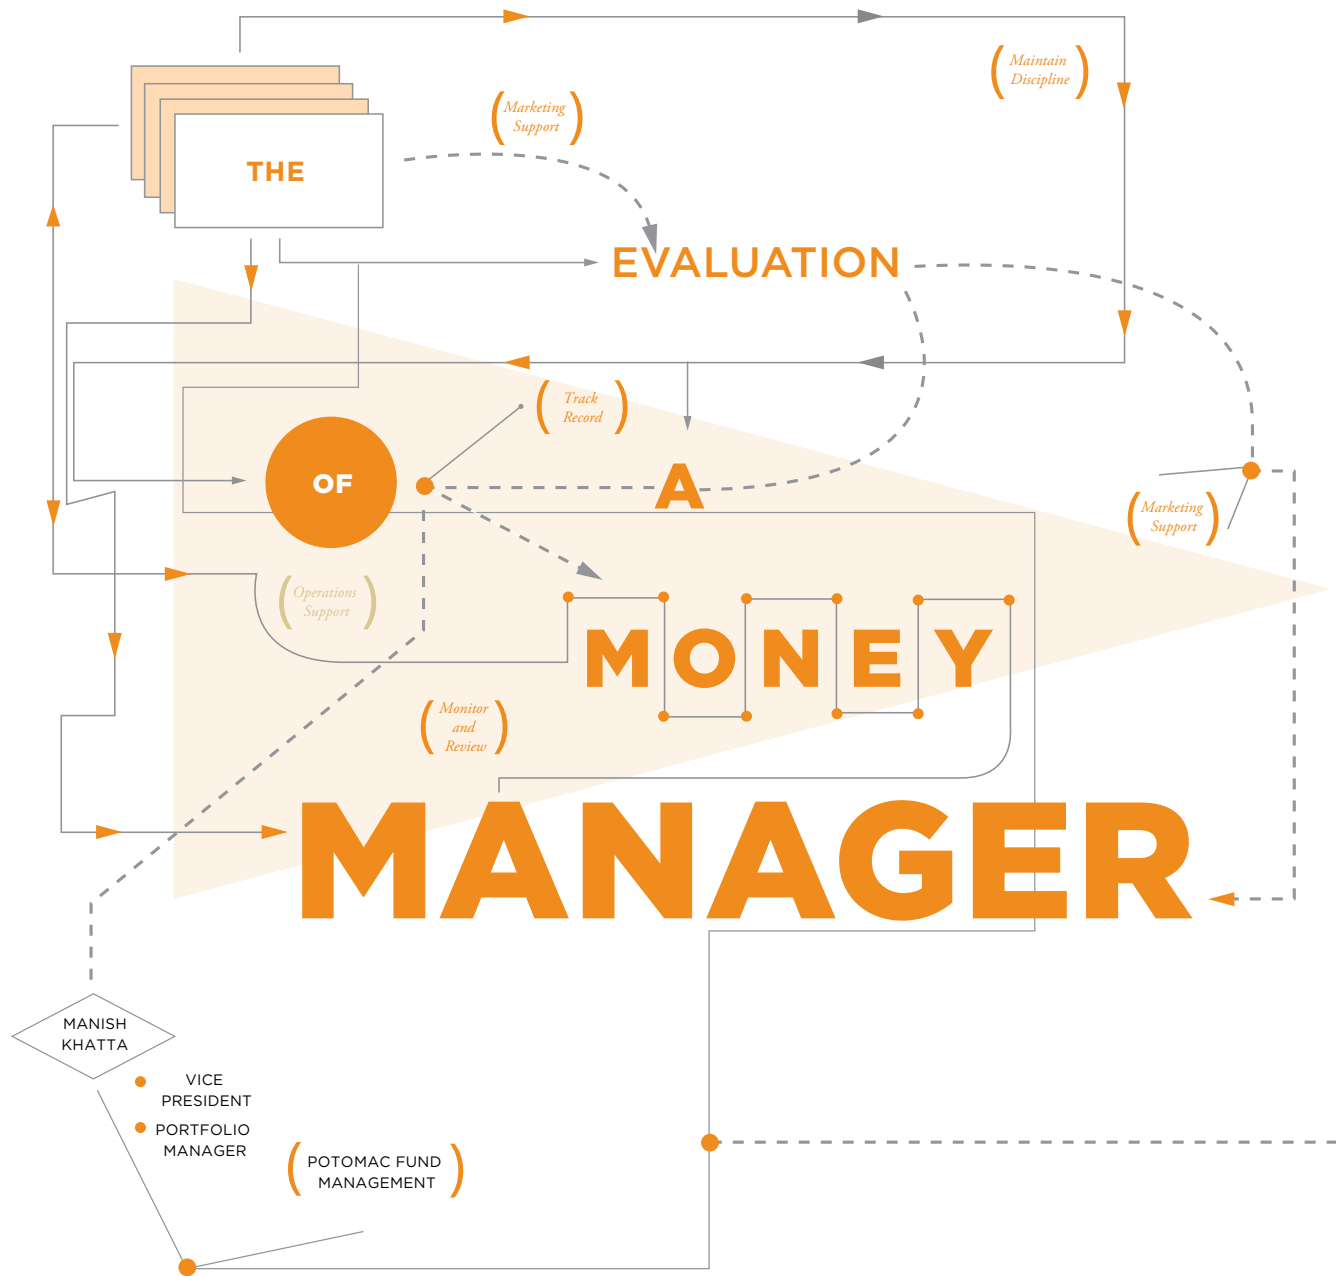 Maintain
Discipline
Marketing
Support
THE
EVALUATION
Track
Record
OF
A
Marketing
Support
Operations
Support
MONEY
Monitor
and
Review
MANAGER
MANISH
KHATTA
VICE
PRESIDENT
PORTFOLIO
MANAGER
POTOMAC FUND
MANAGEMENT